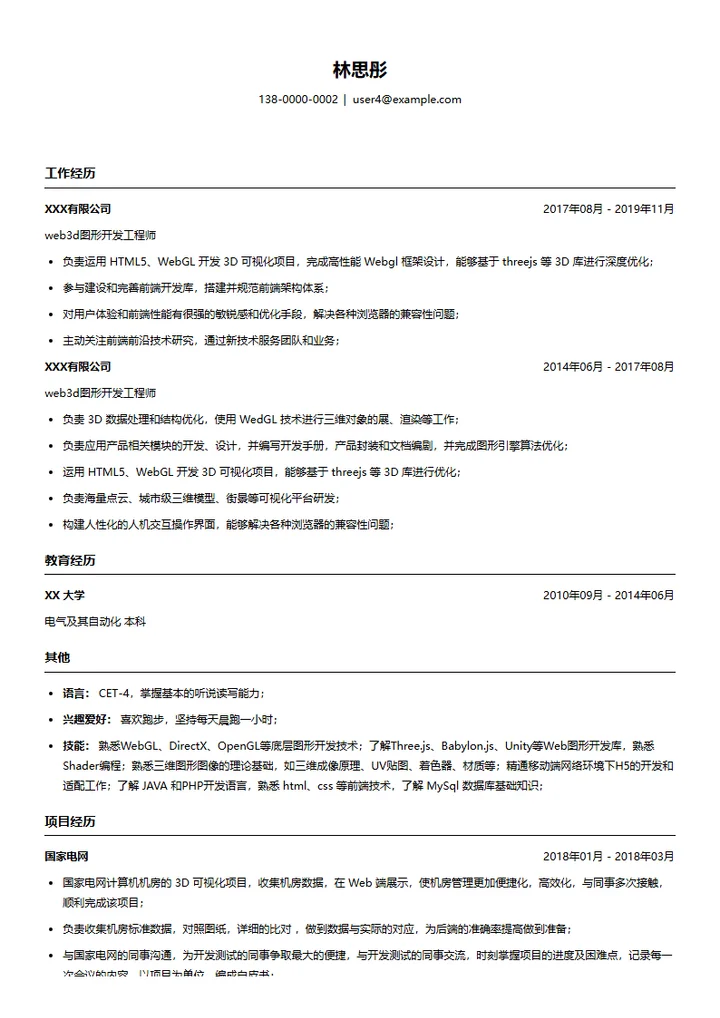 林思彤
138-0000-0002 | user4@example.com
工作经历
XXX有限公司 2017年08月 - 2019年11月
web3d图形开发工程师
• 负责运用 HTML5、WebGL 开发 3D 可视化项目，完成高性能 Webgl 框架设计，能够基于 threejs 等 3D 库进行深度优化；
• 参与建设和完善前端开发库，搭建并规范前端架构体系；
• 对用户体验和前端性能有很强的敏锐感和优化手段，解决各种浏览器的兼容性问题；
• 主动关注前端前沿技术研究，通过新技术服务团队和业务；
XXX有限公司 2014年06月 - 2017年08月
web3d图形开发工程师
• 负责 3D 数据处理和结构优化，使用 WedGL 技术进行三维对象的展、渲染等工作；
• 负责应用产品相关模块的开发、设计，并编写开发手册，产品封装和文档编剧，并完成图形引擎算法优化；
• 运用 HTML5、WebGL 开发 3D 可视化项目，能够基于 threejs 等 3D 库进行优化；
• 负责海量点云、城市级三维模型、街景等可视化平台研发；
• 构建人性化的人机交互操作界面，能够解决各种浏览器的兼容性问题；
教育经历
XX 大学 2010年09月 - 2014年06月
电气及其自动化 本科
其他
• 语言： CET-4，掌握基本的听说读写能力；
• 兴趣爱好： 喜欢跑步，坚持每天晨跑一小时；
• 技能： 熟悉WebGL、DirectX、OpenGL等底层图形开发技术；了解Three.js、Babylon.js、Unity等Web图形开发库，熟悉
Shader编程；熟悉三维图形图像的理论基础，如三维成像原理、UV贴图、着色器、材质等；精通移动端网络环境下H5的开发和
适配工作；了解 JAVA 和PHP开发语言，熟悉 html、css 等前端技术，了解 MySql 数据库基础知识；
项目经历
国家电网 2018年01月 - 2018年03月
• 国家电网计算机机房的 3D 可视化项目，收集机房数据，在 Web 端展示，使机房管理更加便捷化，高效化，与同事多次接触，
顺利完成该项目；
• 负责收集机房标准数据，对照图纸，详细的比对 ，做到数据与实际的对应，为后端的准确率提高做到准备；
• 与国家电网的同事沟通，为开发测试的同事争取最大的便捷，与开发测试的同事交流，时刻掌握项目的进度及困难点，记录每一
次会议的内容，以项目为单位，编成白皮书；